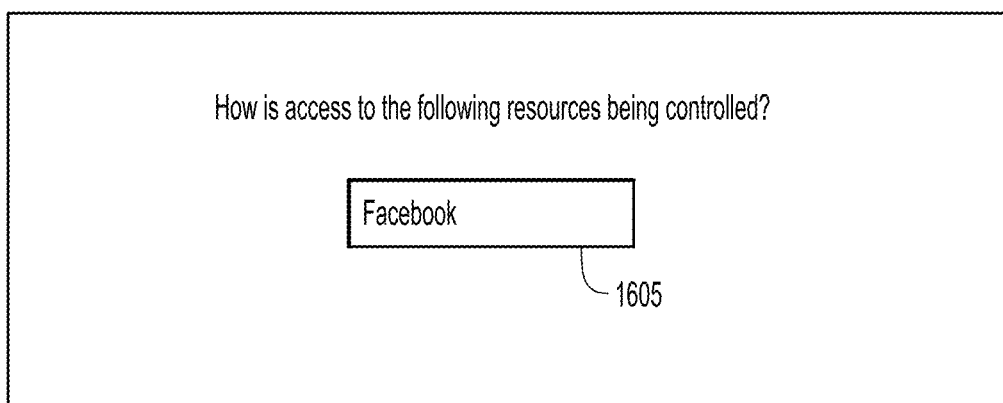 How is access to the following resources being controlled?
Facebook
1605